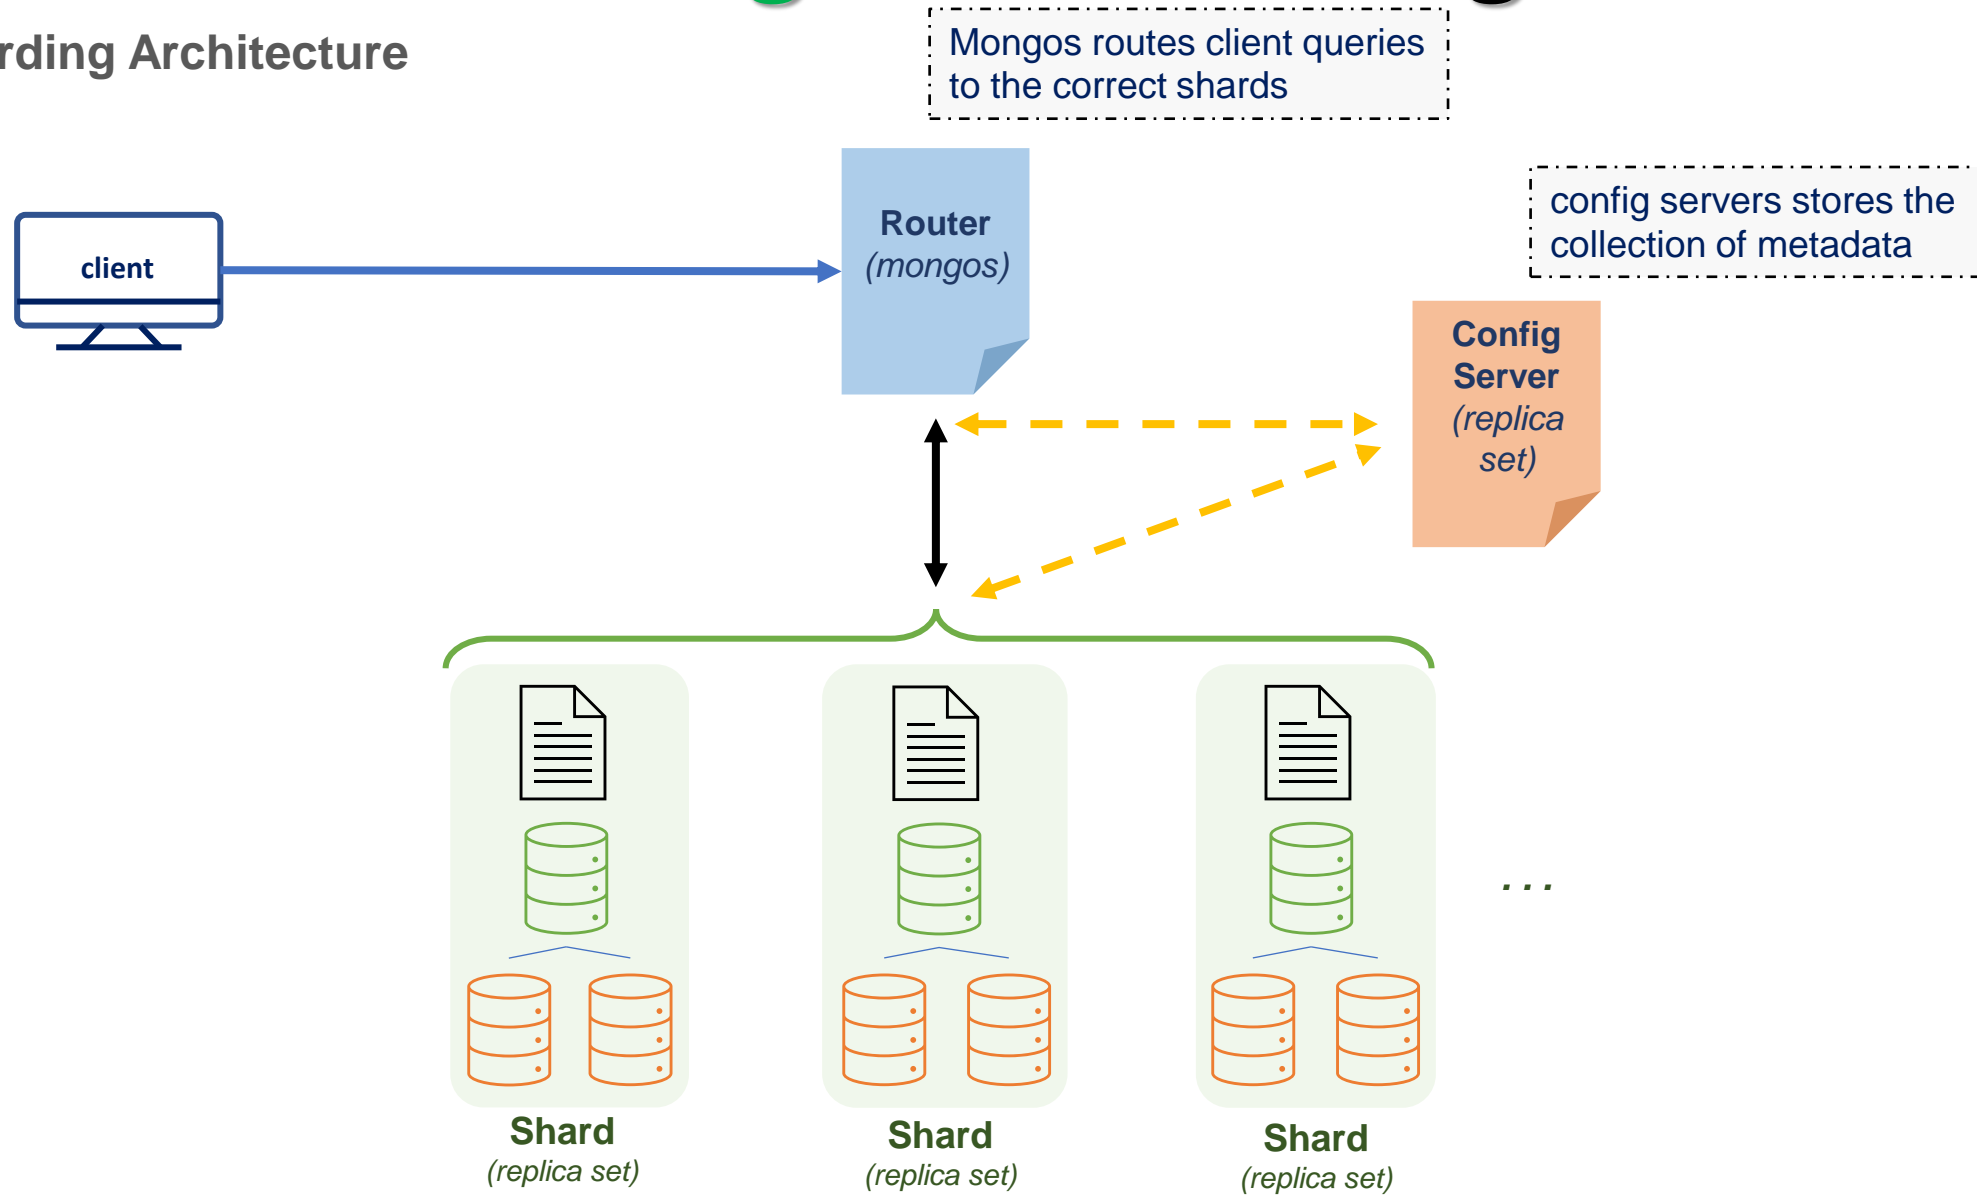 rding Architecture
Mongos routes client queries
to the correct shards
config servers stores the
collection of metadata
client
Router
(mongos)
Config
Server
(replica
set)
...
Shard
(replica set)
Shard
(replica set)
Shard
(replica set)